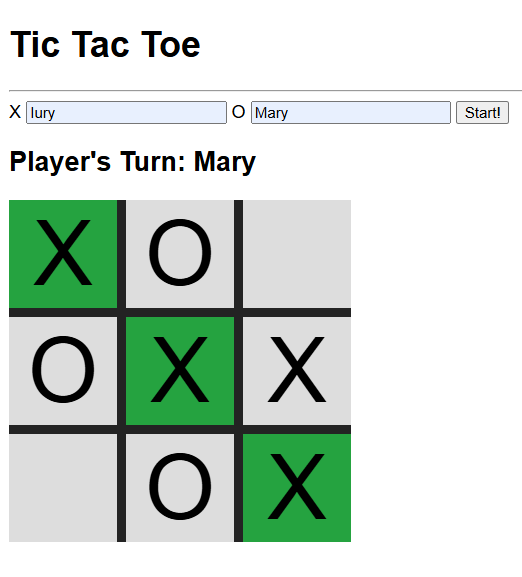 Tic Tac Toe
X Iury O Mary Start!
Player's Turn: Mary
X O
O X X
O X